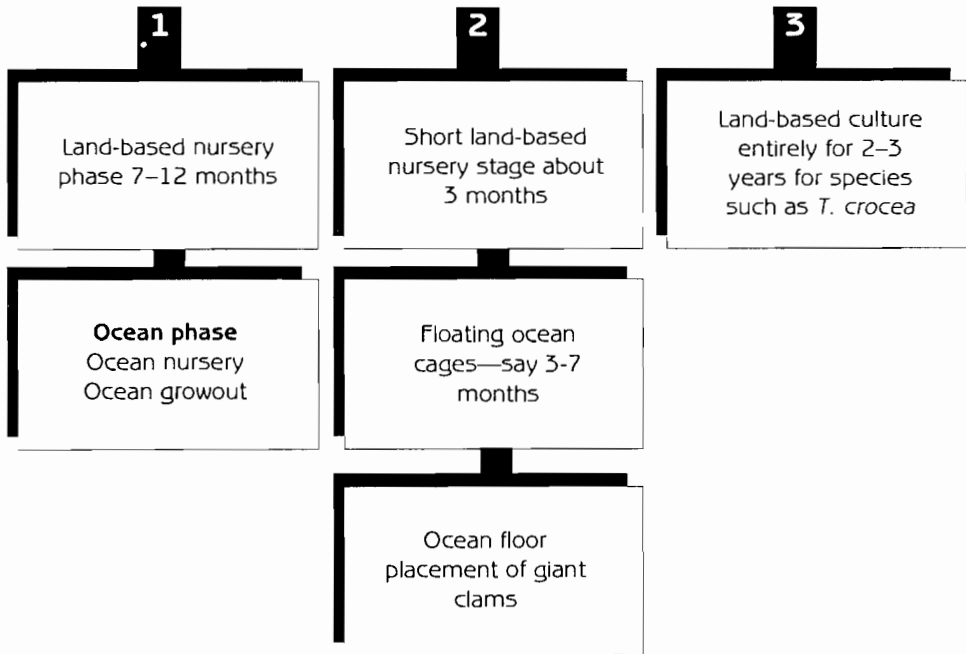 1
Land-based nursery
phase 7–12 months
Ocean phase
Ocean nursery
Ocean growout
2
Short land-based
nursery stage about
3 months
Floating ocean
cages—say 3-7
months
Ocean floor
placement of giant
clams
3
Land-based culture
entirely for 2–3
years for species
such as T. crocea